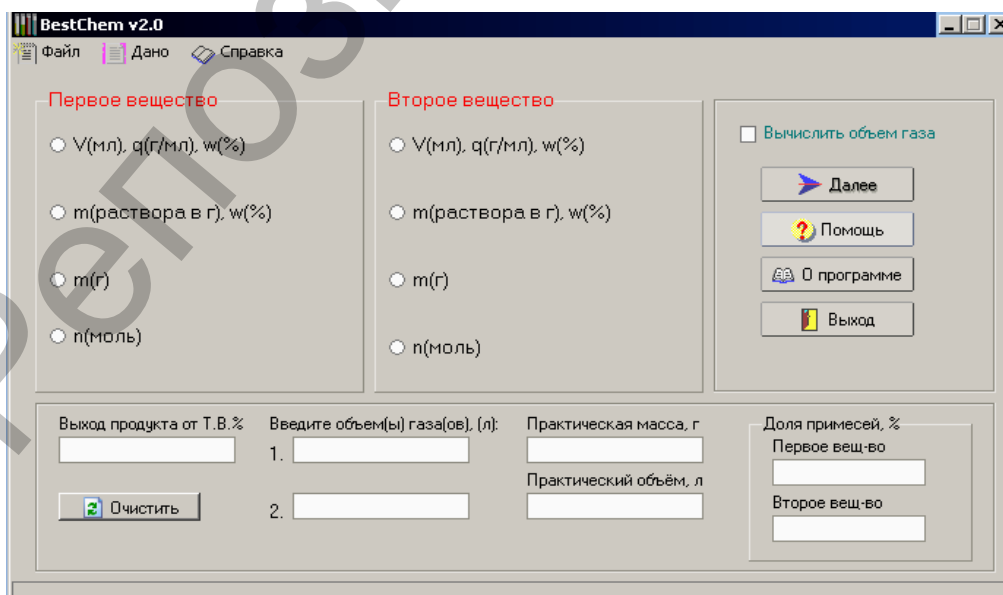 BestChem v2.0
Файл Дано Справка
Первое вещество
V(мл), q(г/мл), w(%)
m(раствора в г), w(%)
m(г)
n(моль)
Второе вещество
V(мл), q(г/мл), w(%)
m(раствора в г), w(%)
m(г)
n(моль)
Вычислить объем газа
Далее
Помощь
О программе
Выход
Выход продукта от Т.В.%
Очистить
Введите объем(ы) газа(ов), (л):
1.
2.
Практическая масса, г
Практический объём, л
Доля примесей, %
Первое вещ-во
Второе вещ-во